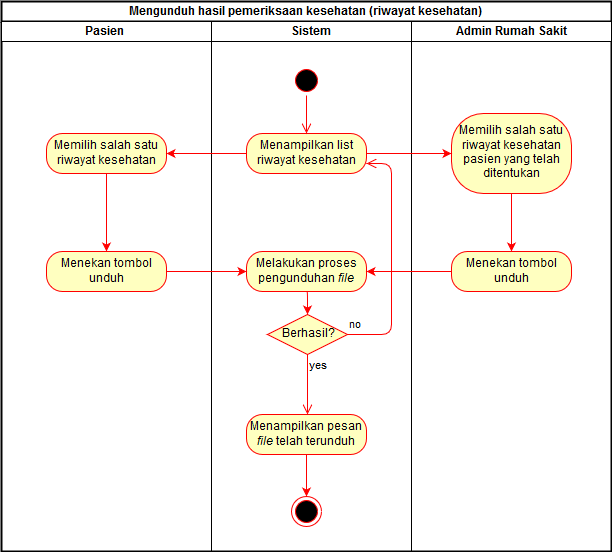 Mengunduh hasil pemeriksaan kesehatan (riwayat kesehatan)
Pasien
Sistem
Admin Rumah Sakit
Memilih salah satu
riwayat kesehatan
Menampilkan list
riwayat kesehatan
Memilih salah satu
riwayat kesehatan
pasien yang telah
ditentukan
Menekan tombol
unduh
Melakukan proses
pengunduhan file
Menekan tombol
unduh
Berhasil?
no
yes
Menampilkan pesan
file telah terunduh